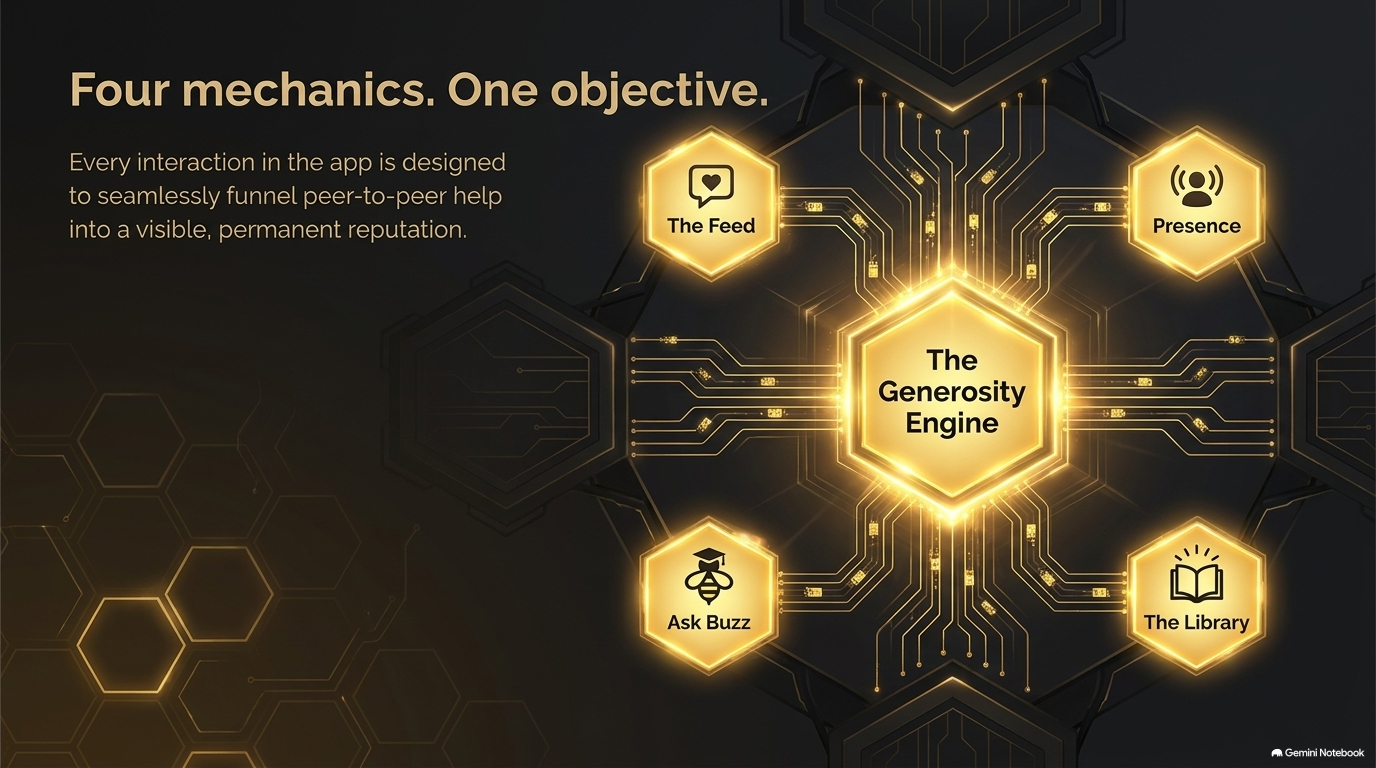 Four mechanics. One objective.
Every interaction in the app is designed
to seamlessly funnel peer-to-peer help
into a visible, permanent reputation.
The Feed
Presence
The
Generosity
Engine
Ask Buzz
The Library
Gemini Notebook